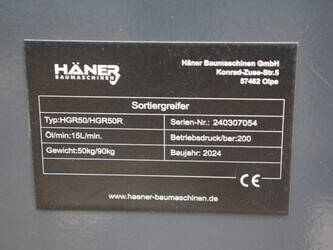 HÄNER
BAUMASCHINEN
Häner Baumaschinen GmbH
Konrad-Zuse-Str.5
57462 Olpe
Sortiergreifer
Typ:HGR50/HGR50R
Serien-Nr.: 240307054
Öl/min:15L/min.
Betriebsdruck/bar:200
Gewicht:50kg/90kg
Baujahr: 2024
www.haener-baumaschinen.de
CE